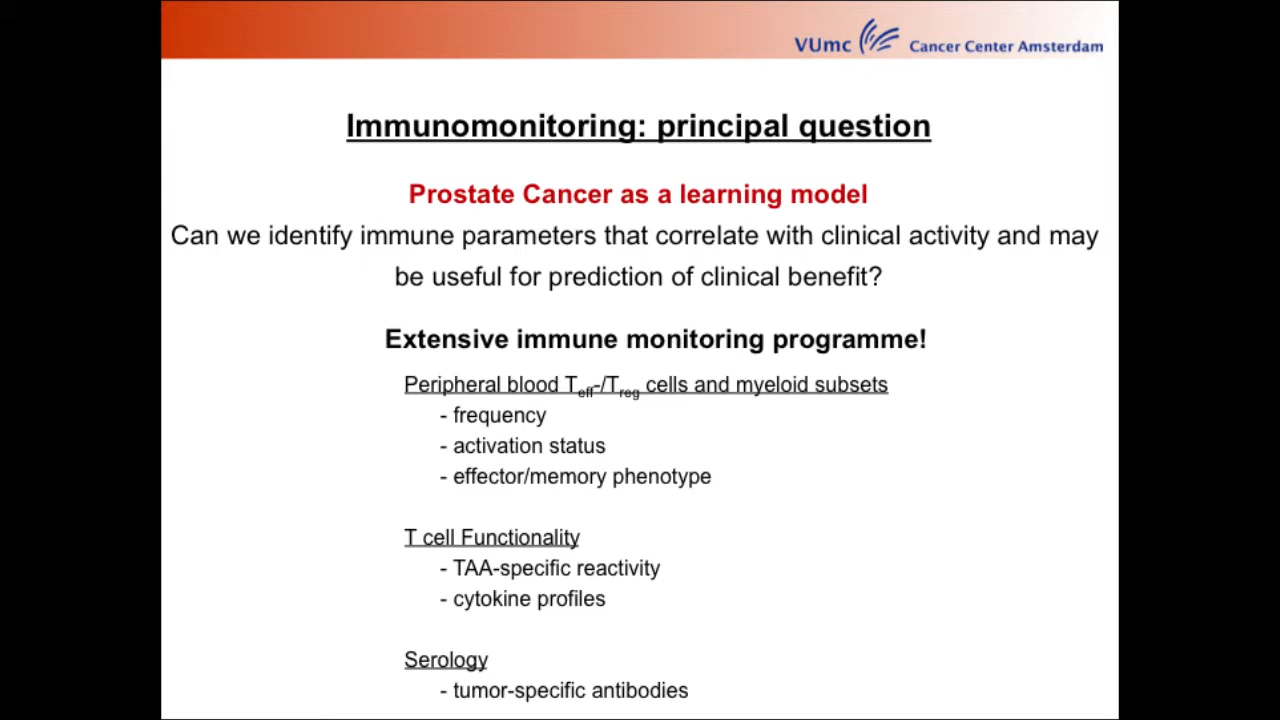 VUmc Cancer Center Amsterdam
Immunomonitoring: principal question
Prostate Cancer as a learning model
Can we identify immune parameters that correlate with clinical activity and may
be useful for prediction of clinical benefit?
Extensive immune monitoring programme!
Peripheral blood Teff-/Treg cells and myeloid subsets
- frequency
- activation status
- effector/memory phenotype
T cell Functionality
- TAA-specific reactivity
- cytokine profiles
Serology
- tumor-specific antibodies